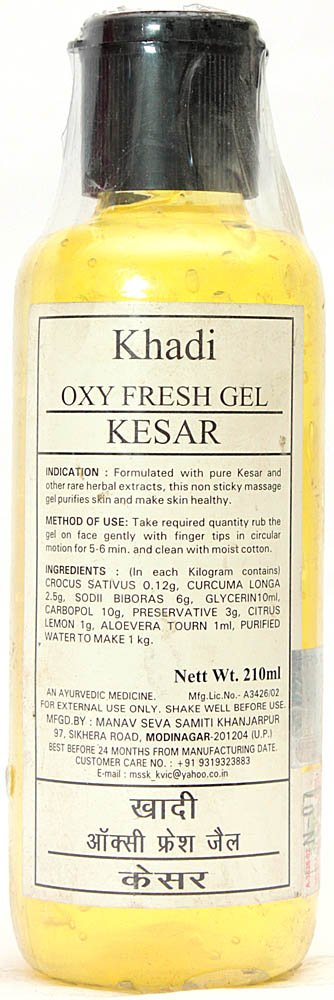 Khadi
OXY FRESH GEL
KESAR
INDICATION : Formulated with pure Kesar and
other rare herbal extracts, this non sticky massage
gel purifies skin and make skin healthy.
METHOD OF USE: Take required quantity rub the
gel on face gently with finger tips in circular
motion for 5-6 min. and clean with moist cotton.
INGREDIENTS : (In each Kilogram contains)
CROCUS SATIVUS 0.12g, CURCUMA LONGA
2.5g, SODII BIBORAS 6g, GLYCERIN10ml,
CARBOPOL 10g, PRESERVATIVE 3g, CITRUS
LEMON 1g, ALOEVERA TOURN 1ml, PURIFIED
WATER TO MAKE 1 kg.
Nett Wt. 210ml
AN AYURVEDIC MEDICINE. Mfg.Lic.No.- A3426/02
FOR EXTERNAL USE ONLY. SHAKE WELL BEFORE USE.
MFGD.BY : MANAV SEVA SAMITI KHANJARPUR
97, SIKHERA ROAD, MODINAGAR-201204 (U.P.)
BEST BEFORE 24 MONTHS FROM MANUFACTURING DATE.
CUSTOMER CARE NO. : +91 9319323883
E-mail : mssk_kvic@yahoo.co.in
खादी
ऑक्सी फ्रेश जैल
केसर